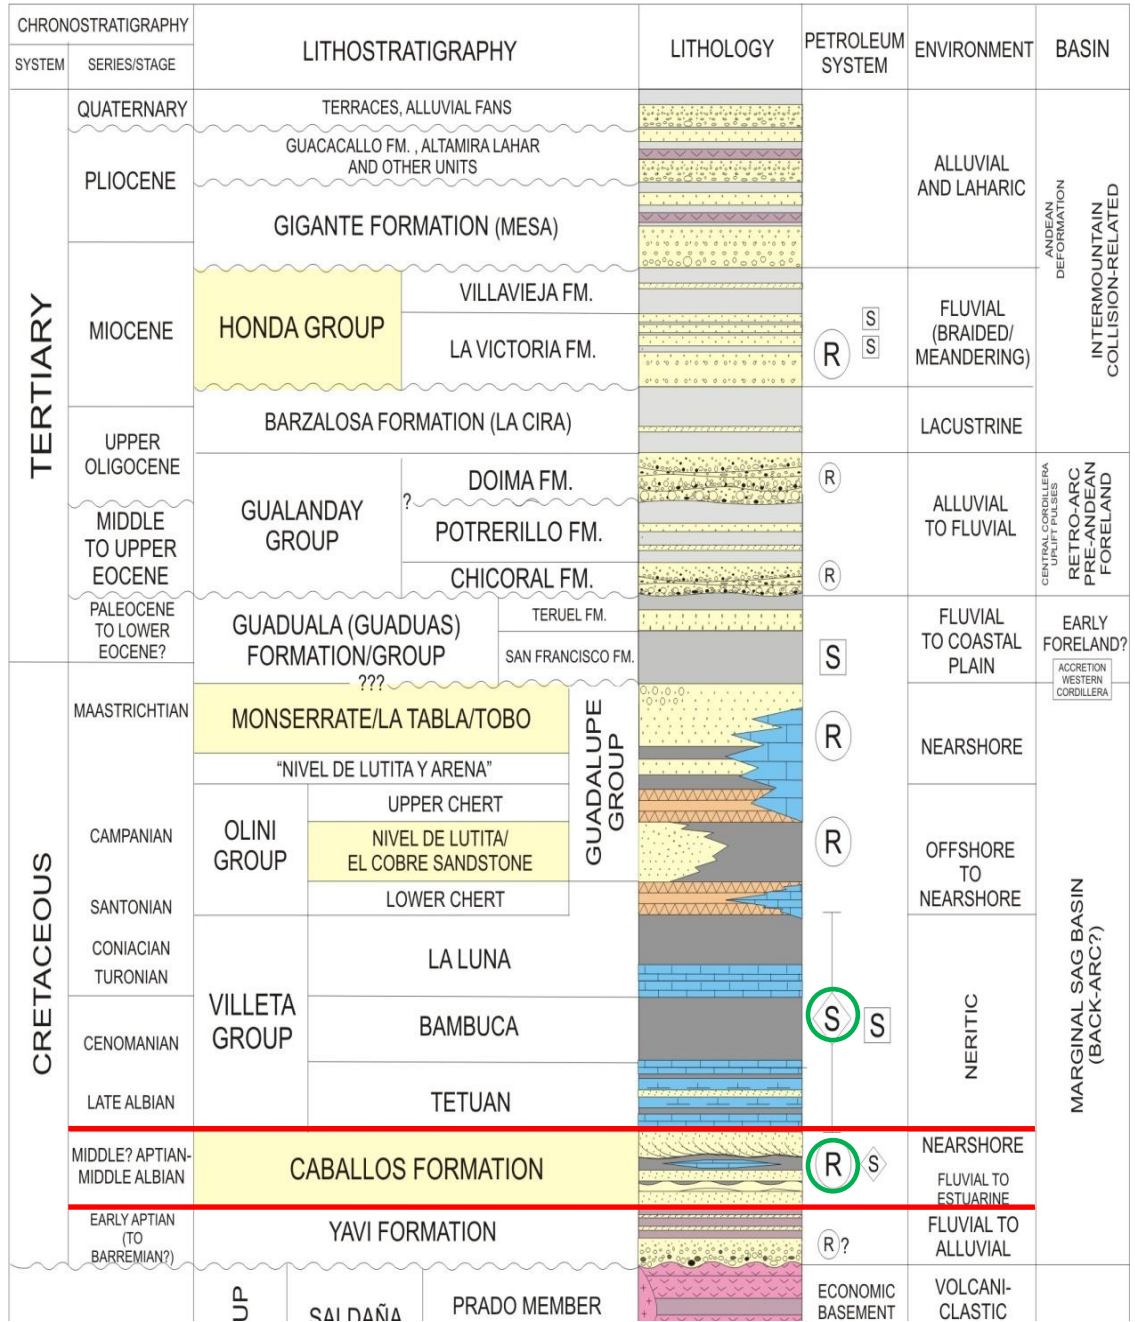 CHRONOSTRATIGRAPHY
SYSTEM
SERIES/STAGE
LITHOSTRATIGRAPHY
LITHOLOGY
PETROLEUM
SYSTEM
ENVIRONMENT
BASIN
TERTIARY
QUATERNARY
TERRACES, ALLUVIAL FANS
PLIOCENE
GUACACALLO FM. , ALTAMIRA LAHAR
AND OTHER UNITS
GIGANTE FORMATION (MESA)
ALLUVIAL
AND LAHARIC
ANDEAN
DEFORMATION
INTERMOUNTAIN
COLLISION-RELATED
MIOCENE
HONDA GROUP
VILLAVIEJA FM.
LA VICTORIA FM.
S
R
S
FLUVIAL
(BRAIDED/
MEANDERING)
BARZALOSA FORMATION (LA CIRA)
LACUSTRINE
UPPER
OLIGOCENE
GUALANDAY
GROUP
?
DOIMA FM.
R
POTRERILLO FM.
MIDDLE
TO UPPER
EOCENE
CHICORAL FM.
R
ALLUVIAL
TO FLUVIAL
CENTRAL CORDILLERA
UPLIFT PULSES
RETRO-ARC
PRE-ANDEAN
FORELAND
PALEOCENE
TO LOWER
EOCENE?
GUADUALA (GUADUAS)
FORMATION/GROUP
???
TERUEL FM.
SAN FRANCISCO FM.
S
FLUVIAL
TO COASTAL
PLAIN
EARLY
FORELAND?
ACCRETION
WESTERN
CORDILLERA
CRETACEOUS
MAASTRICHTIAN
MONSERRATE/LA TABLA/TOBO
GUADALUPE
GROUP
R
NEARSHORE
"NIVEL DE LUTITA Y ARENA"
CAMPANIAN
OLINI
GROUP
UPPER CHERT
NIVEL DE LUTITA/
EL COBRE SANDSTONE
R
OFFSHORE
TO
NEARSHORE
SANTONIAN
LOWER CHERT
CONIACIAN
TURONIAN
VILLETA
GROUP
LA LUNA
CENOMANIAN
BAMBUCA
S
S
NERITIC
MARGINAL SAG BASIN
(BACK-ARC?)
LATE ALBIAN
TETUAN
MIDDLE? APTIAN-
MIDDLE ALBIAN
CABALLOS FORMATION
R
S
NEARSHORE
FLUVIAL TO
ESTUARINE
EARLY APTIAN
(TO
BARREMIAN?)
YAVI FORMATION
R?
FLUVIAL TO
ALLUVIAL
UP
SALDAÑA
PRADO MEMBER
ECONOMIC
BASEMENT
VOLCANI-
CLASTIC